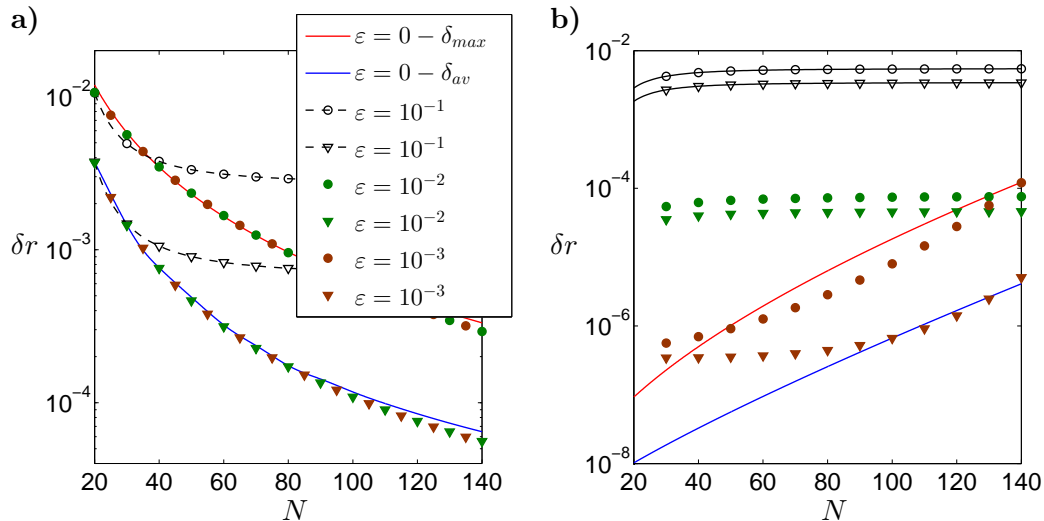 a)
10⁻²
10⁻³
10⁻⁴
δr
20 40 60 80 100 120 140
N
ε = 0 − δ_max
ε = 0 − δ_av
ε = 10⁻¹
ε = 10⁻¹
ε = 10⁻²
ε = 10⁻²
ε = 10⁻³
ε = 10⁻³
b)
10⁻²
10⁻⁴
10⁻⁶
10⁻⁸
δr
20 40 60 80 100 120 140
N